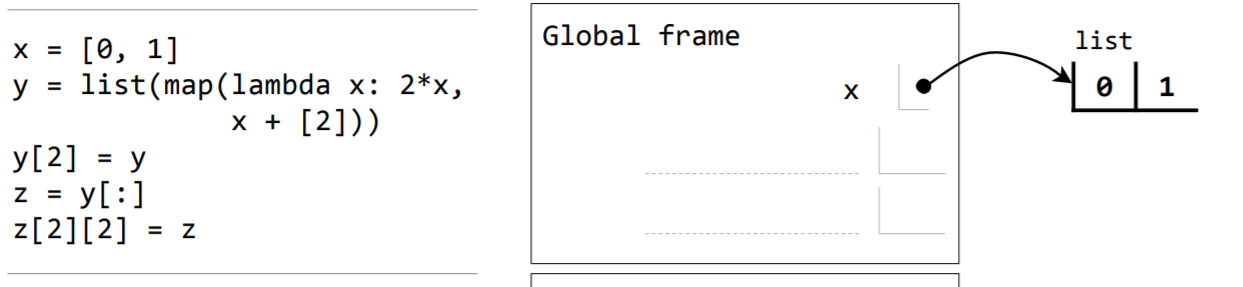 x = [0, 1]
y = list(map(lambda x: 2*x,
             x + [2]))
y[2] = y
z = y[:]
z[2][2] = z
Global frame
x
list
0 1